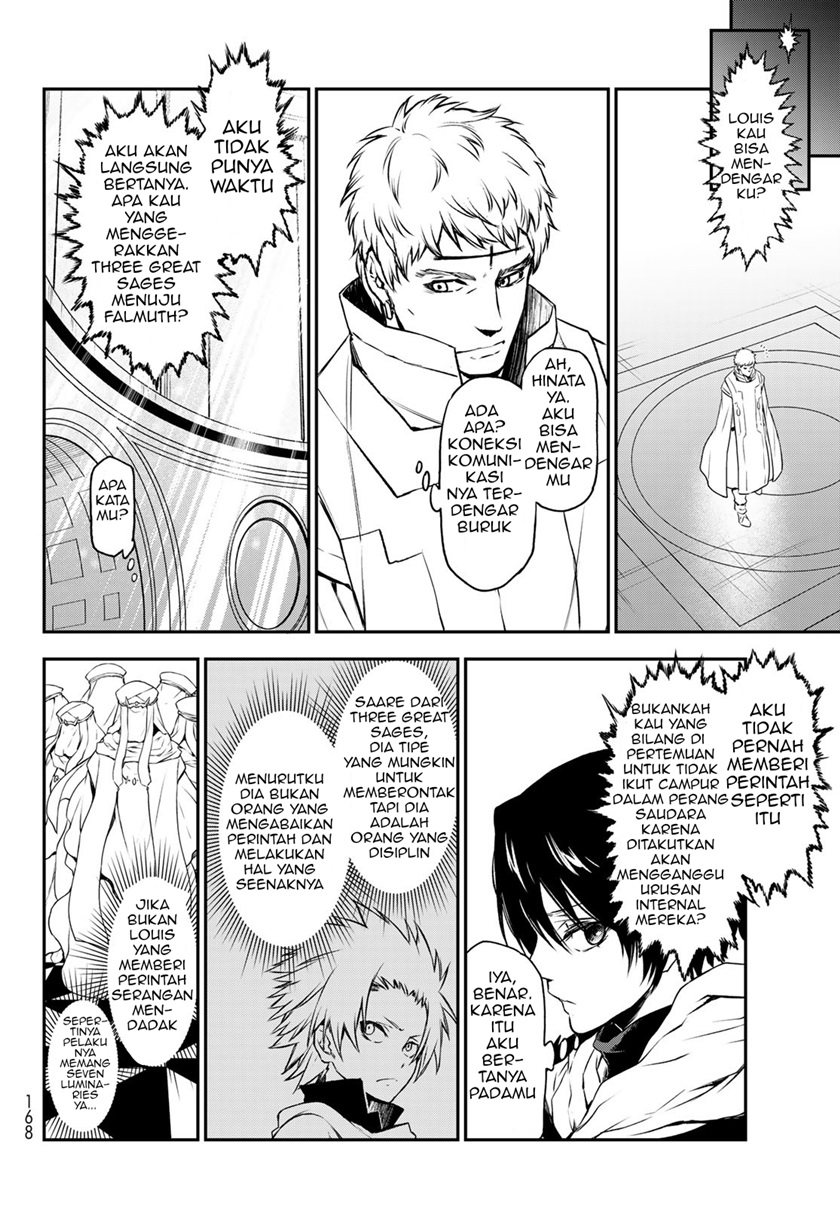 LOUIS
KAU
BISA
MEN-
DENGAR
KU?
AH,
HINATA
YA.
AKU
BISA
MEN-
DENGAR
MU
ADA
APA?
KONEKSI
KOMUNI-
KASI
NYA TER-
DENGAR
BURUK
AKU
TIDAK
PUNYA
WAKTU
AKU AKAN
LANGSUNG
BERTANYA.
APA KAU
YANG
MENGGE-
RAKKAN
THREE GREAT
SAGES
MENUJU
FALMUTH?
APA
KATA
MU?
AKU
TIDAK
PERNAH
MEMBERI
PERINTAH
SEPERTI
ITU
BUKANKAH
KAU YANG
BILANG DI
PERTEMUAN
UNTUK TIDAK
IKUT CAMPUR
DALAM PERANG
SAUDARA
KARENA
DITAKUTKAN
AKAN
MENGGANGGU
URUSAN
INTERNAL
MEREKA?
IYA,
BENAR.
KARENA
ITU
AKU
BER-
TANYA
PADAMU
SAARE DARI
THREE GREAT
SAGES,
DIA TIPE
YANG MUNGKIN
UNTUK
MEMBERONTAK
TAPI DIA
ADALAH
ORANG YANG
DISIPLIN
MENURUTKU
DIA BUKAN
ORANG YANG
MENGABAIKAN
PERINTAH DAN
MELAKUKAN
HAL YANG
SEENAKNYA
JIKA
BUKAN
LOUIS
YANG
MEMBERI
PERINTAH
SERANGAN
MEN-
DADAK
SEPER-
TINYA
PELAKU
NYA
MEMANG
SEVEN
LUMINA-
RIES
YA...
168